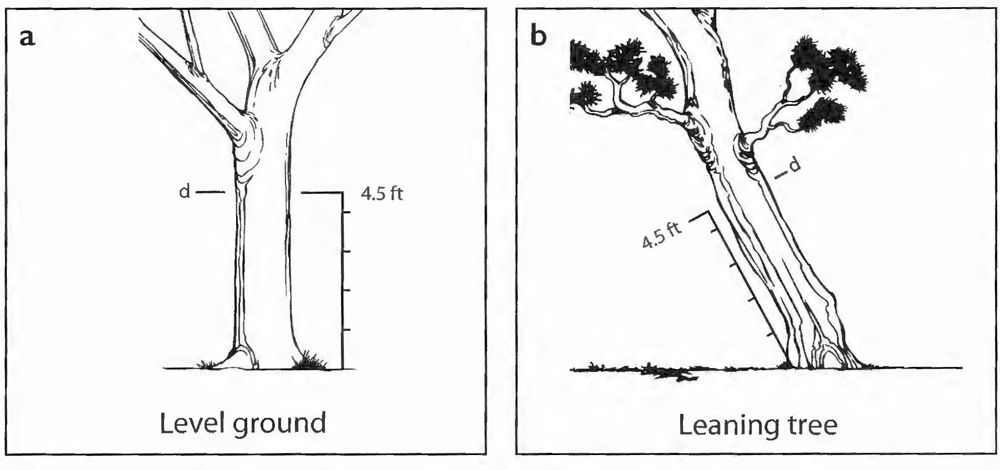 a
d
4.5 ft
Level ground
b
d
4.5 ft
Leaning tree